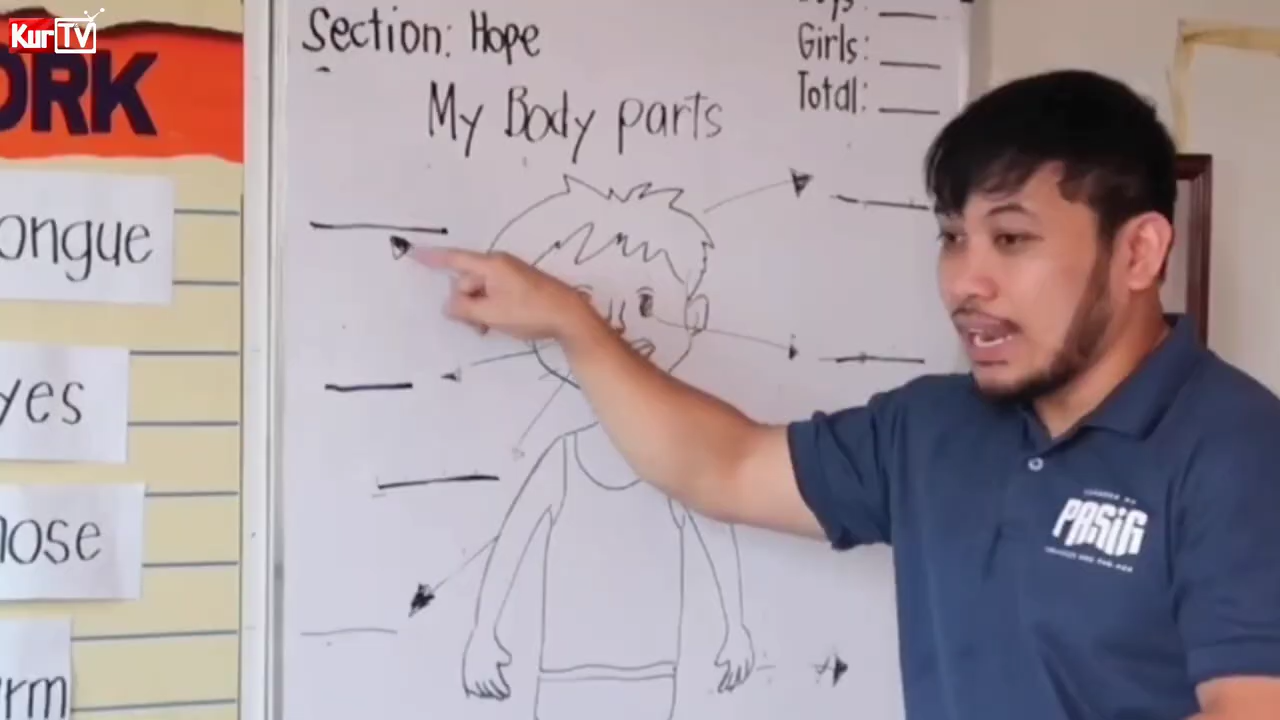 KurTV
ORK
Section: Hope
Girls:
Total:
My Body parts
ongue
yes
nose
rm
PASIG